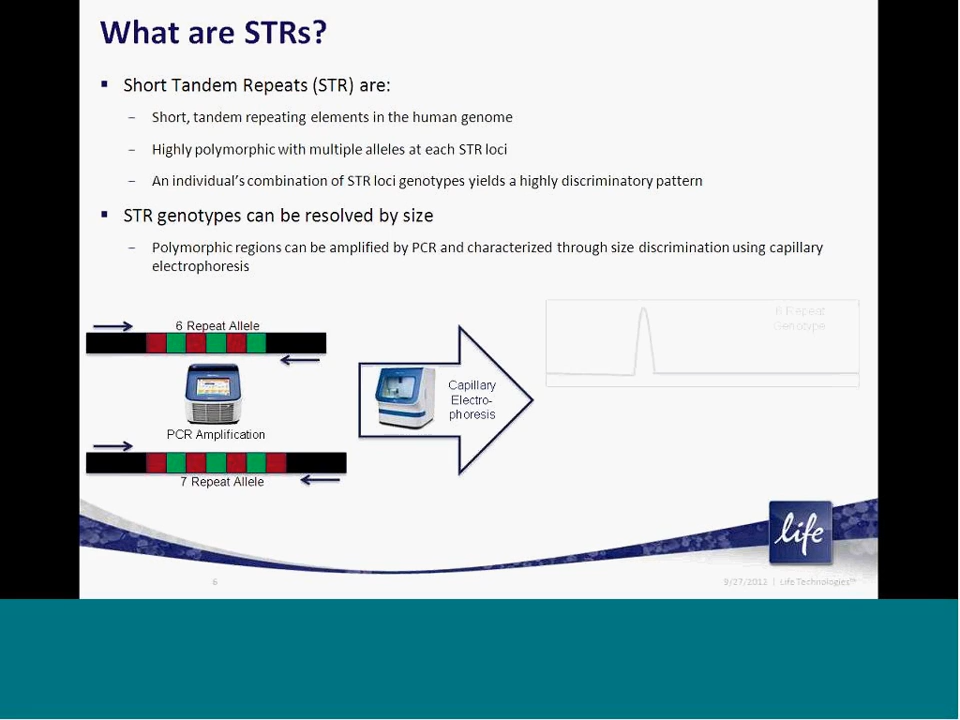 What are STRs?
▪ Short Tandem Repeats (STR) are:
– Short, tandem repeating elements in the human genome
– Highly polymorphic with multiple alleles at each STR loci
– An individual's combination of STR loci genotypes yields a highly discriminatory pattern
▪ STR genotypes can be resolved by size
– Polymorphic regions can be amplified by PCR and characterized through size discrimination using capillary
electrophoresis
6 Repeat Allele
PCR Amplification
7 Repeat Allele
Capillary
Electro-
phoresis
6 Repeat
Genotype
life
6
9/27/2012 | Life Technologies™